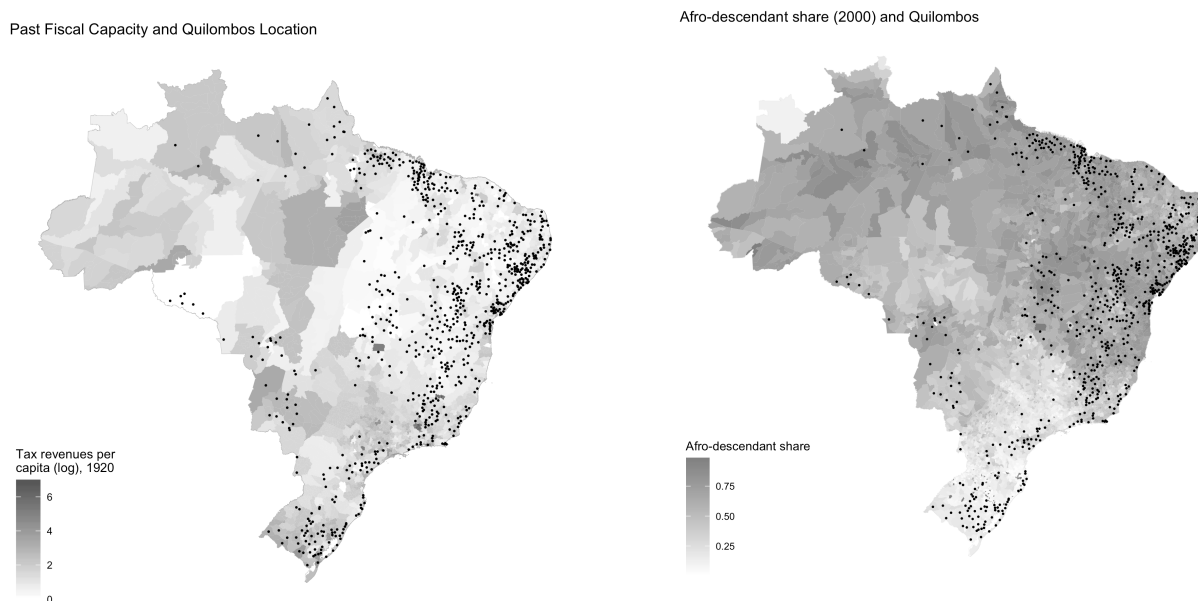 Past Fiscal Capacity and Quilombos Location
Tax revenues per
capita (log), 1920
6
4
2
0
Afro-descendant share (2000) and Quilombos
Afro-descendant share
0.75
0.50
0.25